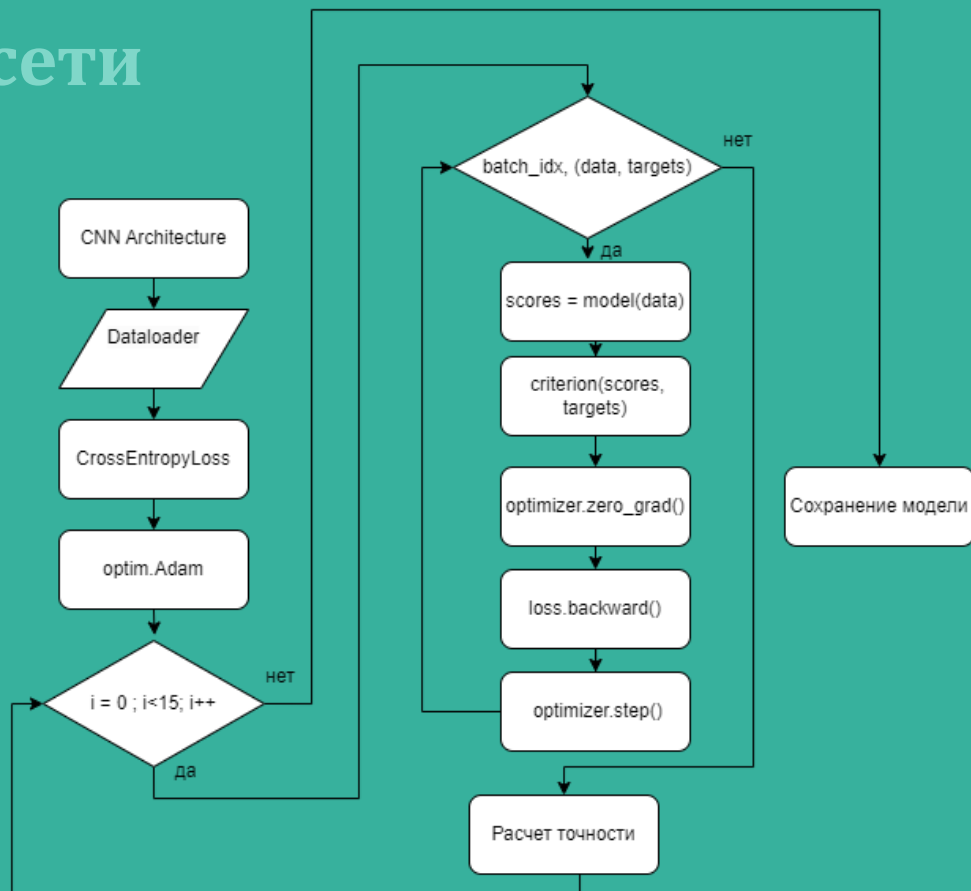 сети
CNN Architecture
Dataloader
CrossEntropyLoss
optim.Adam
i = 0 ; i<15; i++
нет
да
batch_idx, (data, targets)
нет
да
scores = model(data)
criterion(scores,
targets)
optimizer.zero_grad()
loss.backward()
optimizer.step()
Расчет точности
Сохранение модели